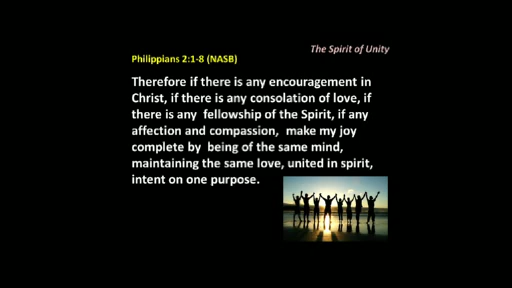 The Spirit of Unity
Philippians 2:1-8 (NASB)
Therefore if there is any encouragement in
Christ, if there is any consolation of love, if
there is any  fellowship of the Spirit, if any
affection and compassion,  make my joy
complete by  being of the same mind,
maintaining the same love, united in spirit,
intent on one purpose.